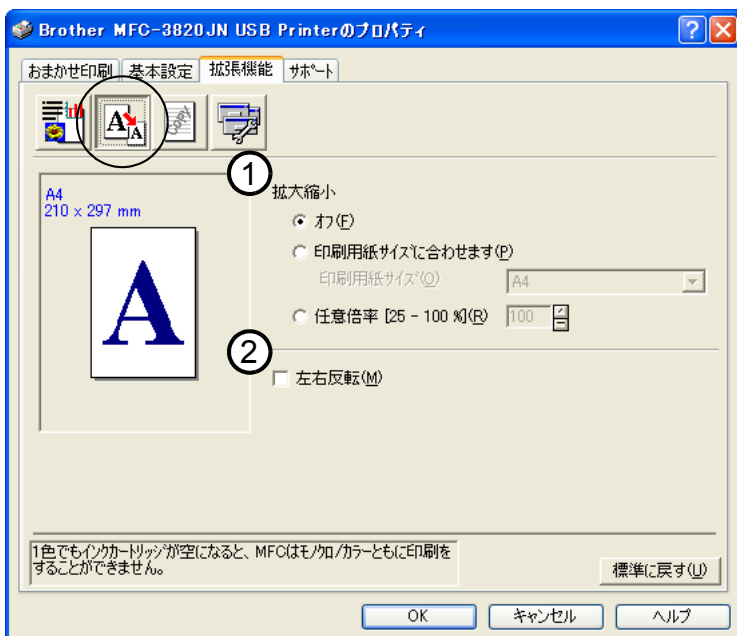 Brother MFC-3820JN USB Printerのプロパティ
おまかせ印刷 基本設定 拡張機能 サポート
A A Copy
①
A4
210 x 297 mm
A
拡大縮小
オフ(F)
印刷用紙サイズに合わせます(P)
印刷用紙サイズ(O) A4
任意倍率 [25 - 100 %](R) 100
②
左右反転(M)
1色でもインクカートリッジが空になると、MFCはモノクロ/カラーともに印刷を
することができません。
標準に戻す(U)
OK キャンセル ヘルプ